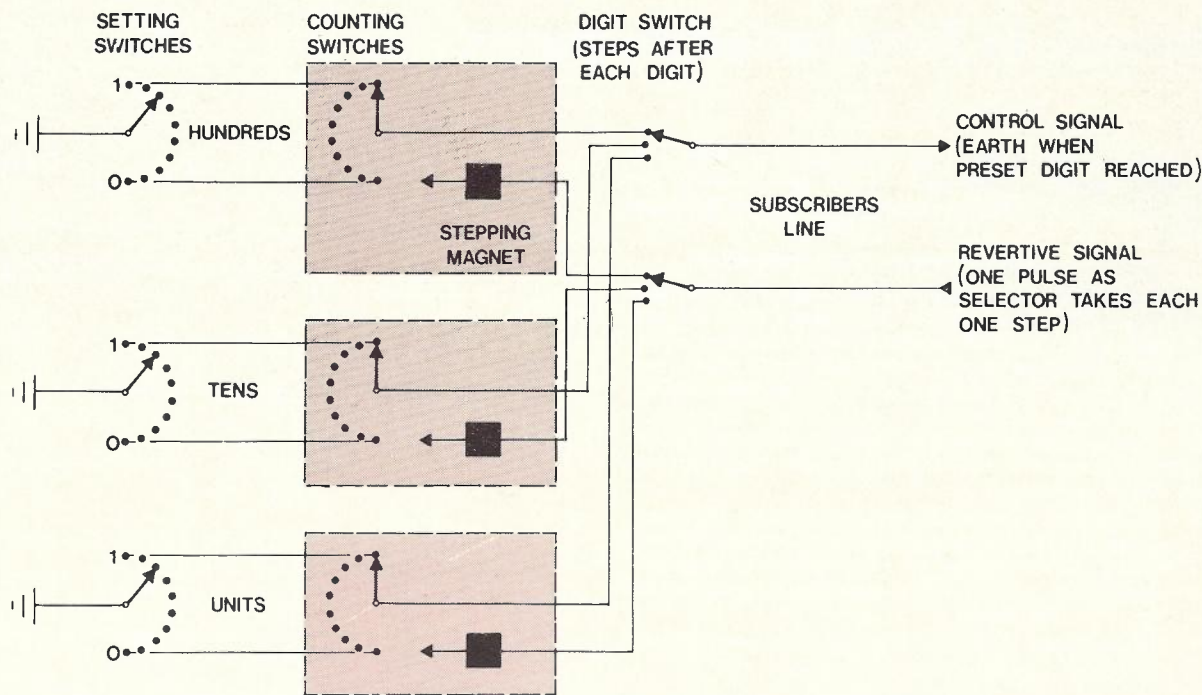 SETTING
SWITCHES
COUNTING
SWITCHES
DIGIT SWITCH
(STEPS AFTER
EACH DIGIT)
1
HUNDREDS
0
STEPPING
MAGNET
CONTROL SIGNAL
(EARTH WHEN
PRESET DIGIT REACHED)
SUBSCRIBERS
LINE
REVERTIVE SIGNAL
(ONE PULSE AS
SELECTOR TAKES EACH
ONE STEP)
1
TENS
0
1
UNITS
0